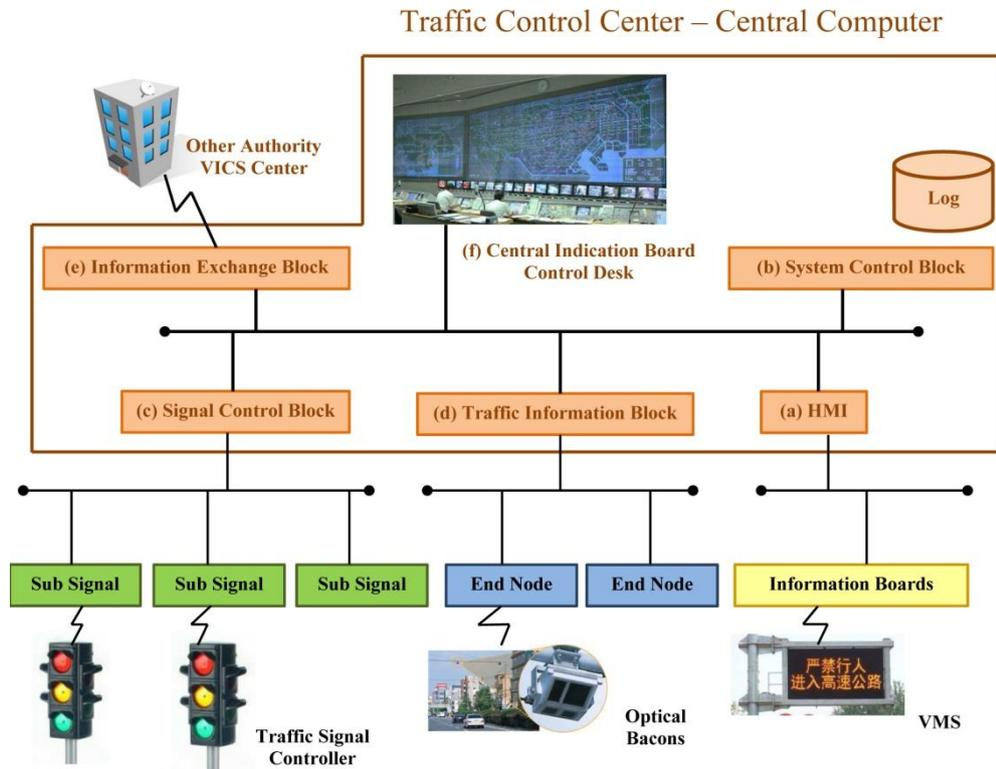 Traffic Control Center – Central Computer
Other Authority
VICS Center
Log
(e) Information Exchange Block
(f) Central Indication Board
Control Desk
(b) System Control Block
(c) Signal Control Block
(d) Traffic Information Block
(a) HMI
Sub Signal
Sub Signal
Sub Signal
End Node
End Node
Information Boards
严禁行人
进入高速公路
Traffic Signal
Controller
Optical
Bacons
VMS